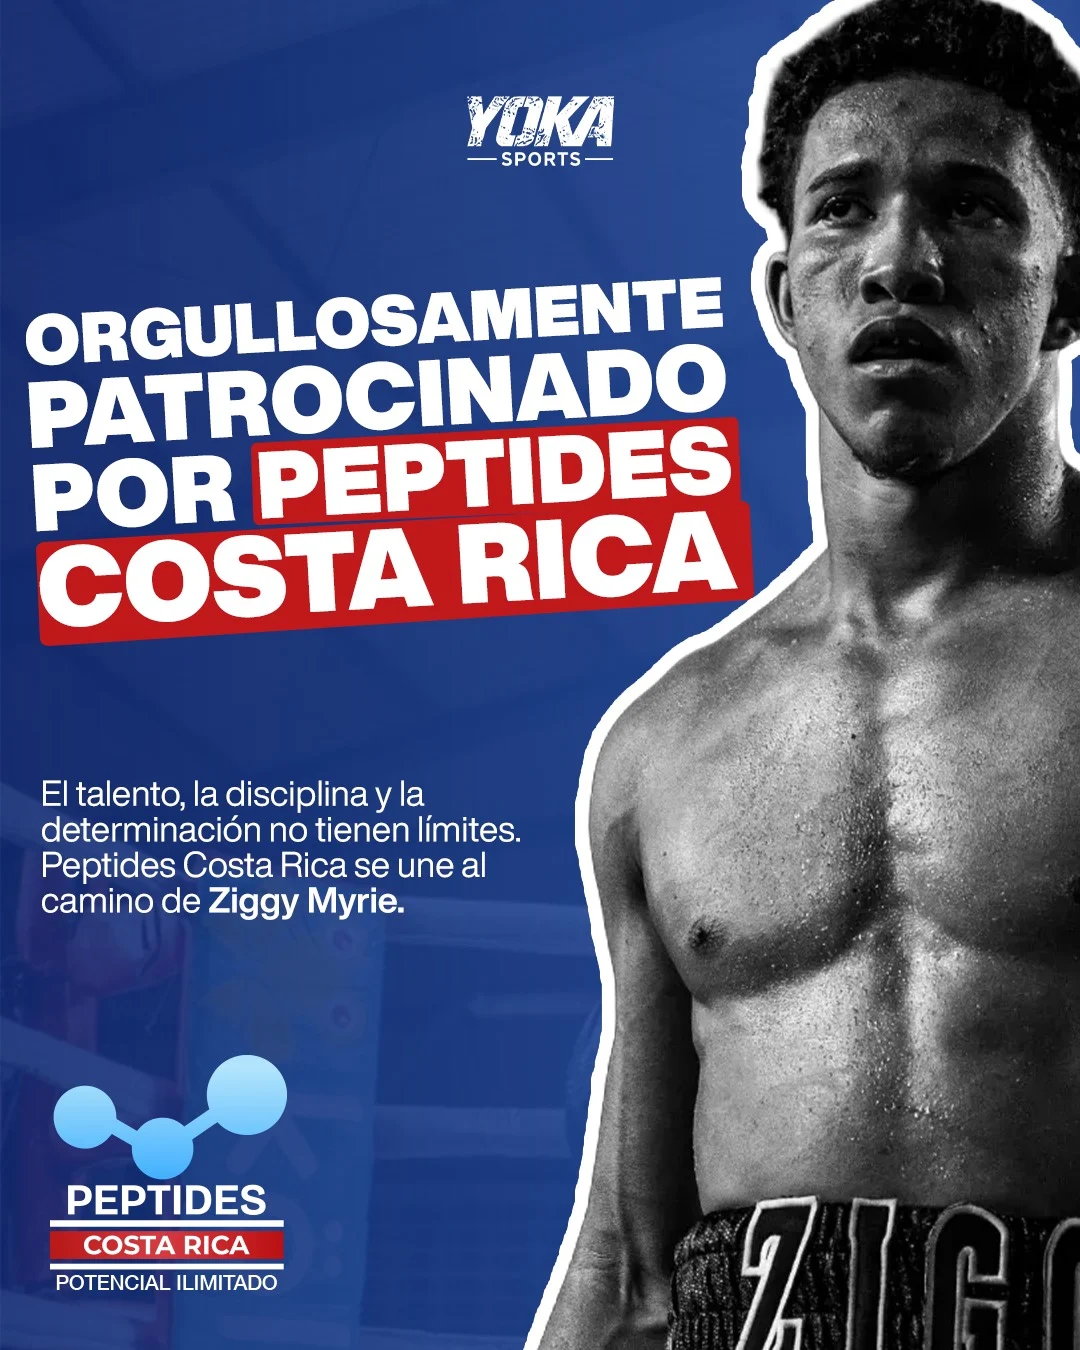 YOKA
SPORTS
ORGULLOSAMENTE
PATROCINADO
POR PEPTIDES
COSTA RICA
El talento, la disciplina y la
determinación no tienen límites.
Peptides Costa Rica se une al
camino de Ziggy Myrie.
PEPTIDES
COSTA RICA
POTENCIAL ILIMITADO
ZIGG